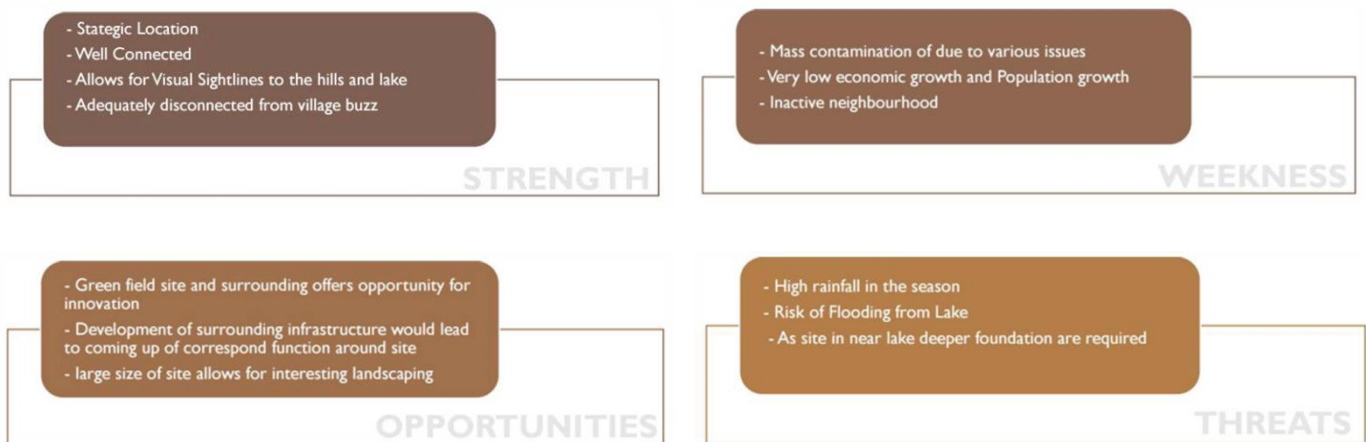 - Stategic Location
- Well Connected
- Allows for Visual Sightlines to the hills and lake
- Adequately disconnected from village buzz
STRENGTH
- Mass contamination of due to various issues
- Very low economic growth and Population growth
- Inactive neighbourhood
WEEKNESS
- Green field site and surrounding offers opportunity for
innovation
- Development of surrounding infrastructure would lead
to coming up of correspond function around site
- large size of site allows for interesting landscaping
OPPORTUNITIES
- High rainfall in the season
- Risk of Flooding from Lake
- As site in near lake deeper foundation are required
THREATS